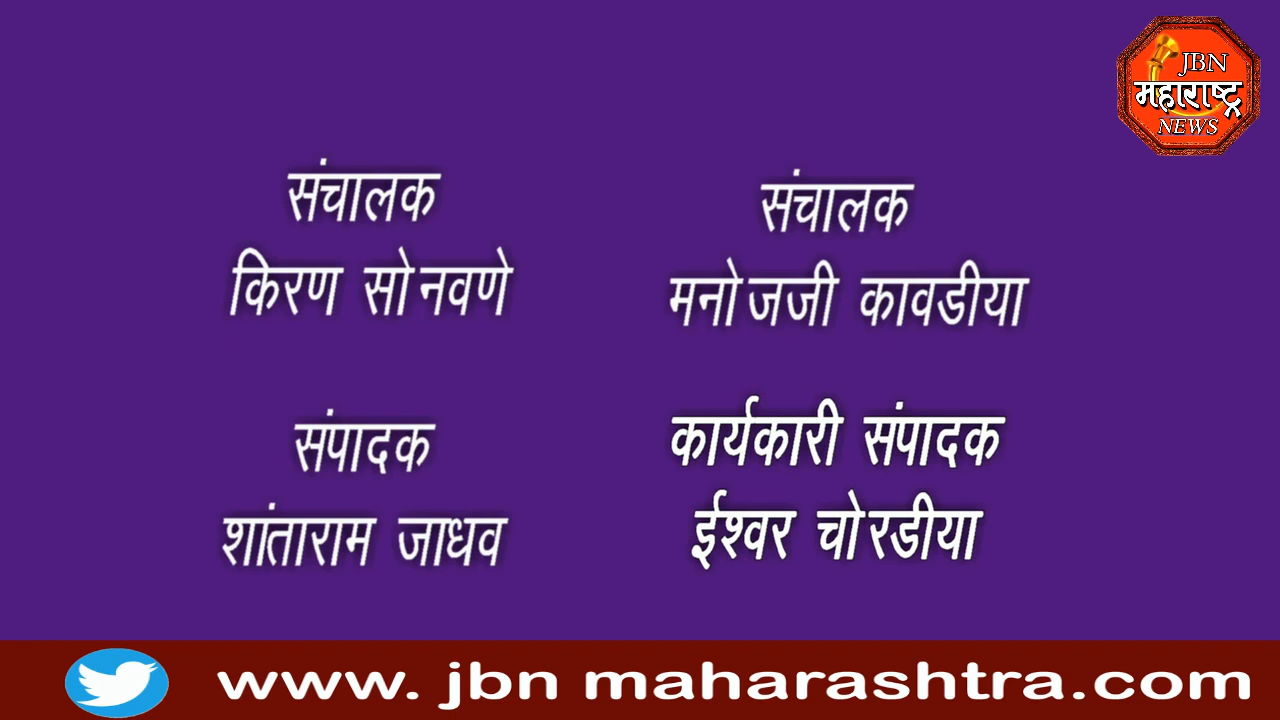 JBN
महाराष्ट्र
NEWS
संचालक
किरण सोनवणे
संचालक
मनोजजी कावडीया
संपादक
शांताराम जाधव
कार्यकारी संपादक
ईश्वर चोरडीया
www. jbn maharashtra.com